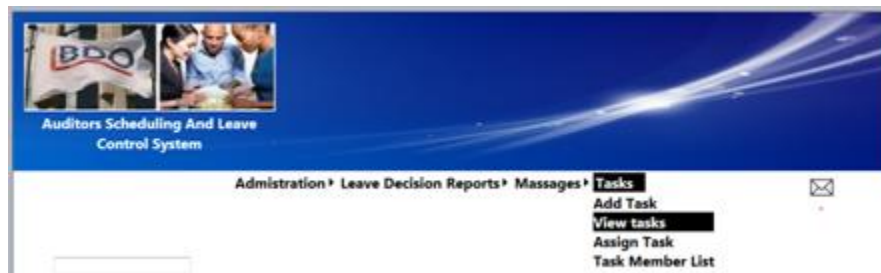 BDO
Auditors Scheduling And Leave
Control System
Admistration Leave Decision Reports Massages Tasks
Add Task
View tasks
Assign Task
Task Member List